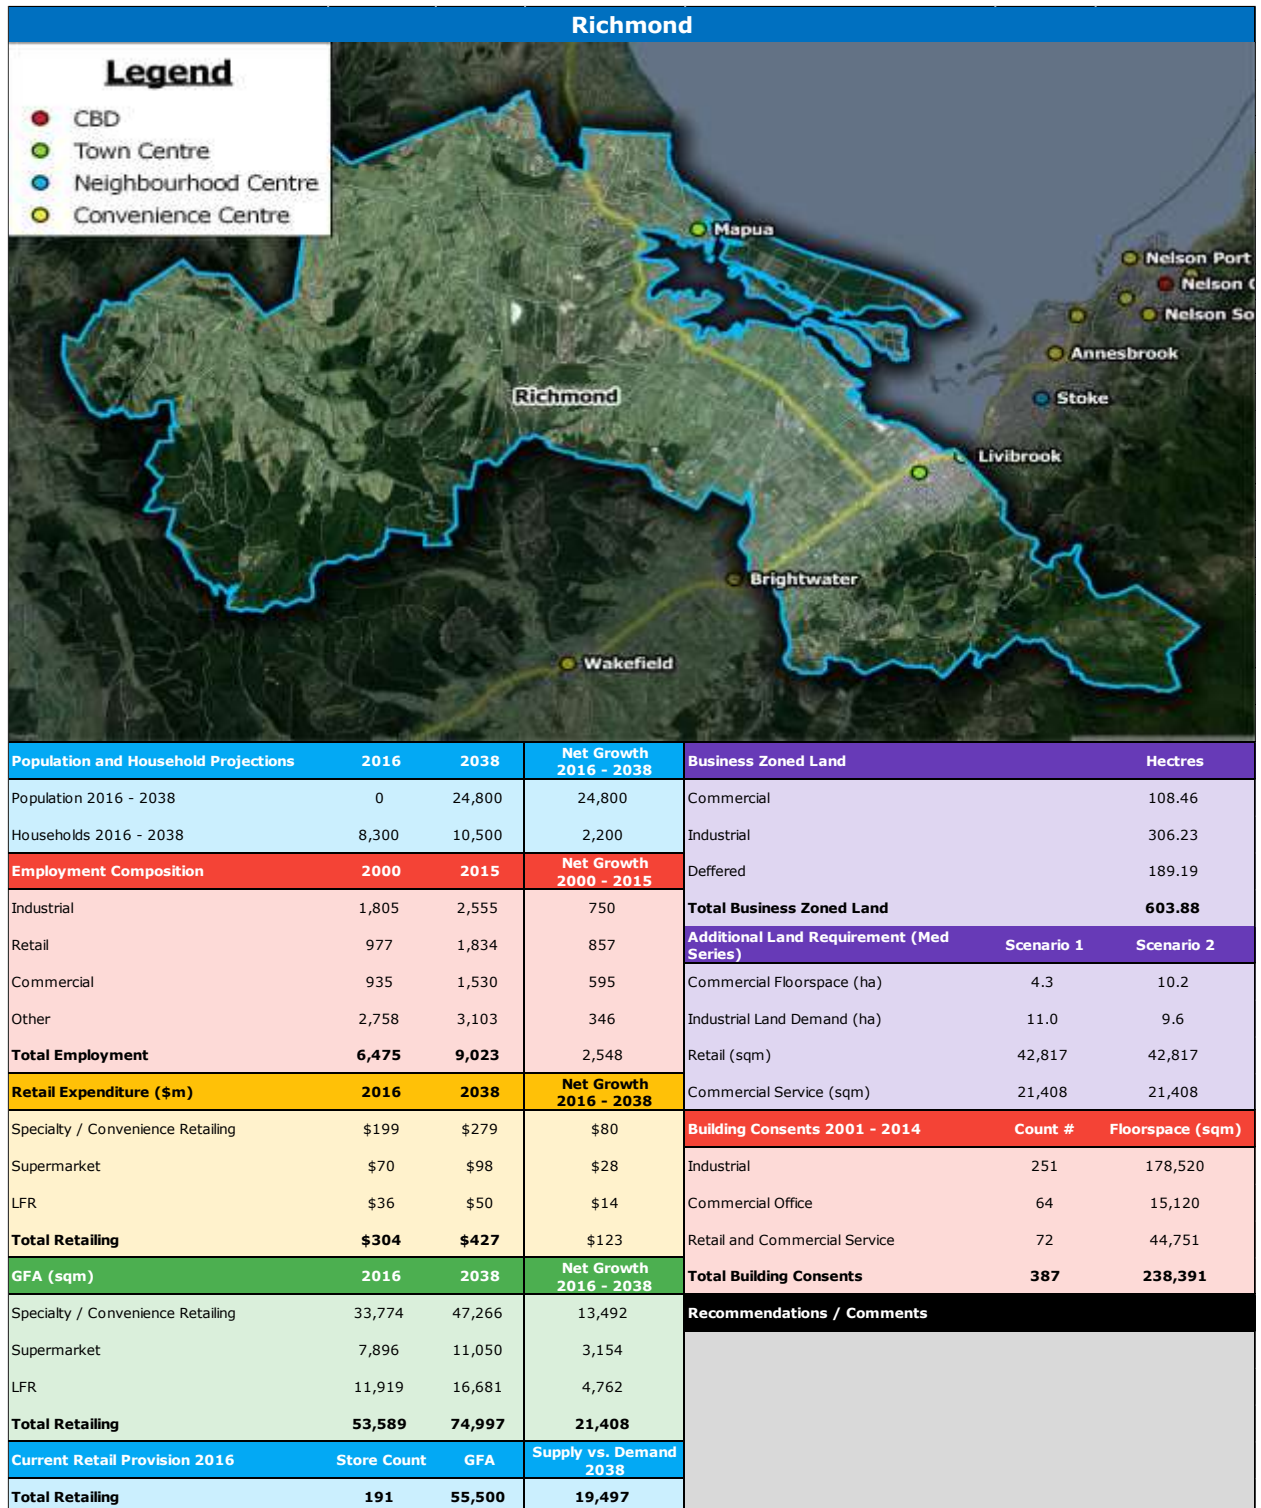 Richmond
Legend
CBD
Town Centre
Neighbourhood Centre
Convenience Centre
Mapua
Nelson Port
Nelson
Nelson So
Annesbrook
Stoke
Richmond
Livibrook
Brightwater
Wakefield
Population and Household Projections 2016 2038 Net Growth 2016 - 2038
Population 2016 - 2038 0 24,800 24,800
Households 2016 - 2038 8,300 10,500 2,200
Employment Composition 2000 2015 Net Growth 2000 - 2015
Industrial 1,805 2,555 750
Retail 977 1,834 857
Commercial 935 1,530 595
Other 2,758 3,103 346
Total Employment 6,475 9,023 2,548
Retail Expenditure ($m) 2016 2038 Net Growth 2016 - 2038
Specialty / Convenience Retailing $199 $279 $80
Supermarket $70 $98 $28
LFR $36 $50 $14
Total Retailing $304 $427 $123
GFA (sqm) 2016 2038 Net Growth 2016 - 2038
Specialty / Convenience Retailing 33,774 47,266 13,492
Supermarket 7,896 11,050 3,154
LFR 11,919 16,681 4,762
Total Retailing 53,589 74,997 21,408
Current Retail Provision 2016 Store Count GFA Supply vs. Demand 2038
Total Retailing 191 55,500 19,497
Business Zoned Land Hectres
Commercial 108.46
Industrial 306.23
Deffered 189.19
Total Business Zoned Land 603.88
Additional Land Requirement (Med Series) Scenario 1 Scenario 2
Commercial Floorspace (ha) 4.3 10.2
Industrial Land Demand (ha) 11.0 9.6
Retail (sqm) 42,817 42,817
Commercial Service (sqm) 21,408 21,408
Building Consents 2001 - 2014 Count # Floorspace (sqm)
Industrial 251 178,520
Commercial Office 64 15,120
Retail and Commercial Service 72 44,751
Total Building Consents 387 238,391
Recommendations / Comments